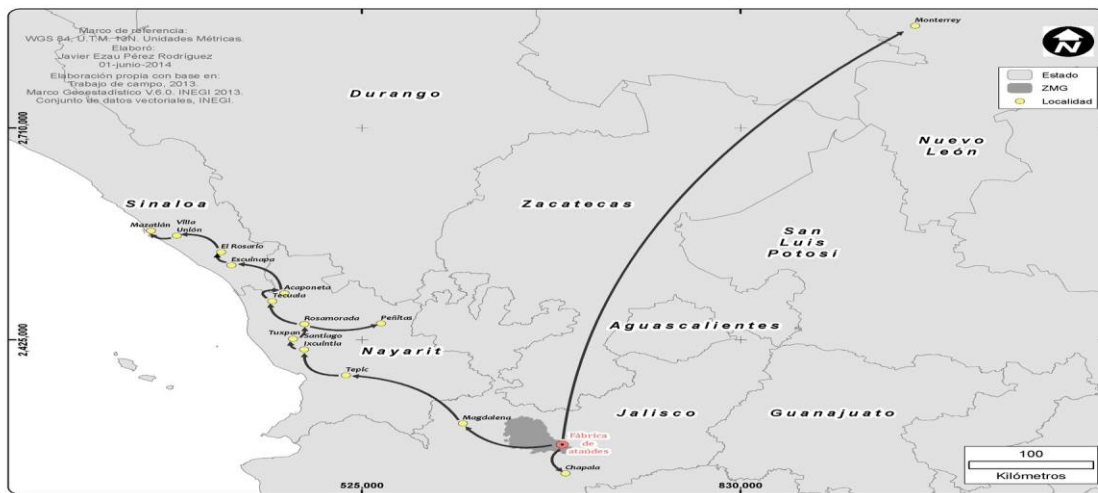 Marco de referencia:
WGS 84, U.T.M. 13N. Unidades Métricas.
Elaboró:
Javier Ezau Pérez Rodríguez
01-junio-2014
Elaboración propia con base en:
Trabajo de campo, 2013.
Marco Geoestadístico V.6.0. INEGI 2013.
Conjunto de datos vectoriales, INEGI.
Monterrey
N
Estado
ZMG
Localidad
Durango
2,710,000
Nuevo
León
Sinaloa
Zacatecas
Mazatlán
Villa
Unión
San
Luis
Potosí
El Rosario
Escuinapa
Acaponeta
Tecuala
Rosamorada
Peñitas
Aguascalientes
Tuxpan
Santiago
Ixcuintla
2,425,000
Nayarit
Tepic
Magdalena
Jalisco
Guanajuato
Fábrica
de
ataúdes
Chapala
100
Kilómetros
525,000
830,000